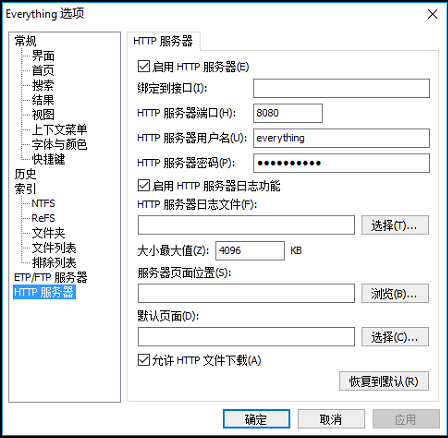 Everything 选项
常规
界面
首页
搜索
结果
视图
上下文菜单
字体与颜色
快捷键
历史
索引
NTFS
ReFS
文件夹
文件列表
排除列表
ETP/FTP 服务器
HTTP 服务器
HTTP 服务器
启用 HTTP 服务器(E)
绑定到接口(I):
HTTP 服务器端口(H): 8080
HTTP 服务器用户名(U): everything
HTTP 服务器密码(P): ●●●●●●●●●●
启用 HTTP 服务器日志功能
HTTP 服务器日志文件(F):
选择(T)...
大小最大值(Z): 4096 KB
服务器页面位置(S):
浏览(B)...
默认页面(D):
选择(C)...
允许 HTTP 文件下载(A)
恢复到默认(R)
确定 取消 应用